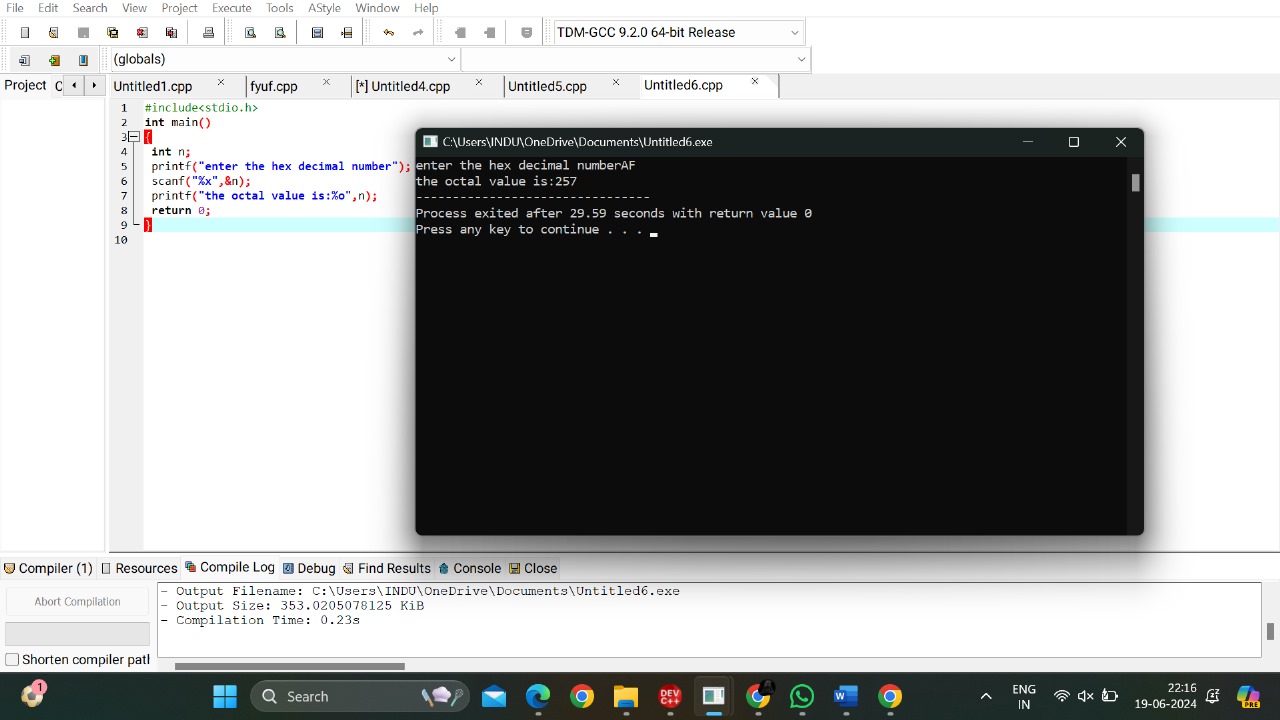 File Edit Search View Project Execute Tools AStyle Window Help
TDM-GCC 9.2.0 64-bit Release
(globals)
Project C Untitled1.cpp fyuf.cpp [*] Untitled4.cpp Untitled5.cpp Untitled6.cpp
1 #include<stdio.h>
2 int main()
3 {
4 int n;
5 printf("enter the hex decimal number");
6 scanf("%x",&n);
7 printf("the octal value is:%o",n);
8 return 0;
9 }
10
C:\Users\INDU\OneDrive\Documents\Untitled6.exe
enter the hex decimal numberAF
the octal value is:257
--------------------------------
Process exited after 29.59 seconds with return value 0
Press any key to continue . . .
Compiler (1) Resources Compile Log Debug Find Results Console Close
Abort Compilation
Shorten compiler patl
- Output Filename: C:\Users\INDU\OneDrive\Documents\Untitled6.exe
- Output Size: 353.0205078125 KiB
- Compilation Time: 0.23s
1
Search
DEV C++
W
ENG
IN
22:16
19-06-2024
PRE